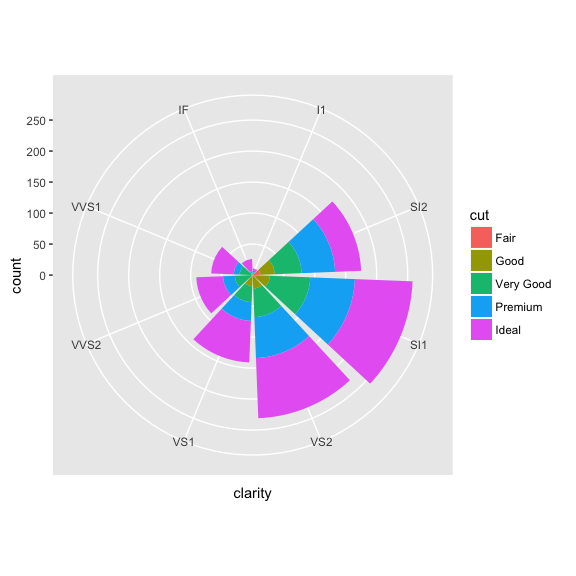 IF
I1
250
200
150
100
50
0
VVS1
SI2
VVS2
SI1
VS1
VS2
count
clarity
cut
Fair
Good
Very Good
Premium
Ideal